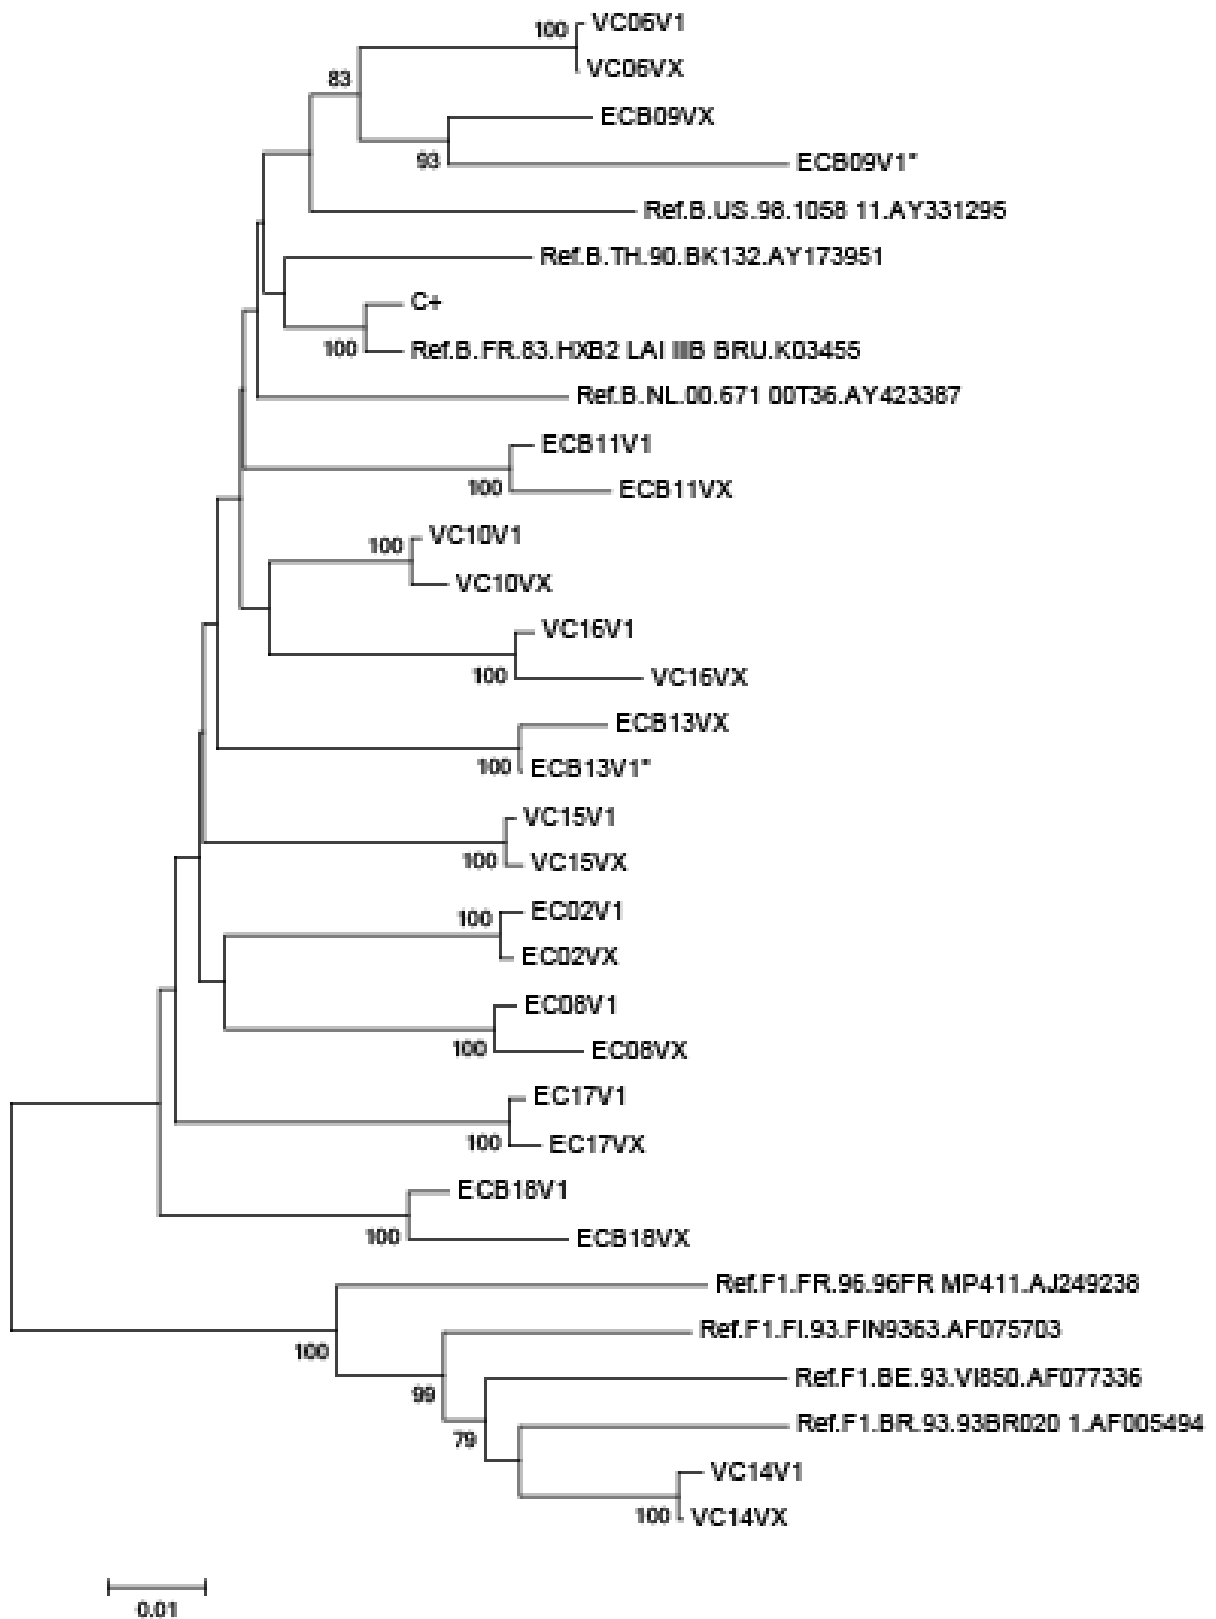 100
VC06V1
VC06VX
83
ECB09VX
93
ECB09V1*
Ref.B.US.98.1058 11.AY331295
Ref.B.TH.90.BK132.AY173951
C+
100
Ref.B.FR.83.HXB2 LAI IIIB BRU.K03455
Ref.B.NL.00.671 00T36.AY423387
ECB11V1
100
ECB11VX
100
VC10V1
VC10VX
VC16V1
100
VC16VX
ECB13VX
100
ECB13V1*
VC15V1
100
VC15VX
100
EC02V1
EC02VX
EC08V1
100
EC08VX
EC17V1
100
EC17VX
ECB18V1
100
ECB18VX
Ref.F1.FR.96.96FR MP411.AJ249238
100
Ref.F1.FI.93.FIN9363.AF075703
99
Ref.F1.BE.93.VI850.AF077336
79
Ref.F1.BR.93.93BR020 1.AF005494
VC14V1
100
VC14VX
0.01